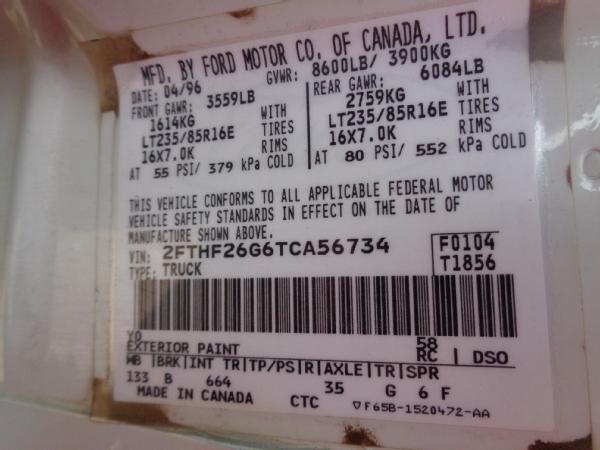 MFD. BY FORD MOTOR CO. OF CANADA, LTD.
DATE: 04/96 GVWR: 8600LB/ 3900KG
FRONT GAWR: 3559LB REAR GAWR: 6084LB
1614KG WITH 2759KG WITH
LT235/85R16E TIRES LT235/85R16E TIRES
16X7.0K RIMS 16X7.0K RIMS
AT 55 PSI/ 379 kPa COLD AT 80 PSI/ 552 kPa COLD
THIS VEHICLE CONFORMS TO ALL APPLICABLE FEDERAL MOTOR
VEHICLE SAFETY STANDARDS IN EFFECT ON THE DATE OF
MANUFACTURE SHOWN ABOVE.
VIN: 2FTHF26G6TCA56734 F0104
TYPE: TRUCK T1856
YO 58
EXTERIOR PAINT RC | DSO
WB |BRK|INT TR|TP/PS|R|AXLE|TR|SPR
133 B 664 35 G 6 F
MADE IN CANADA CTC ▽F65B-1520472-AA